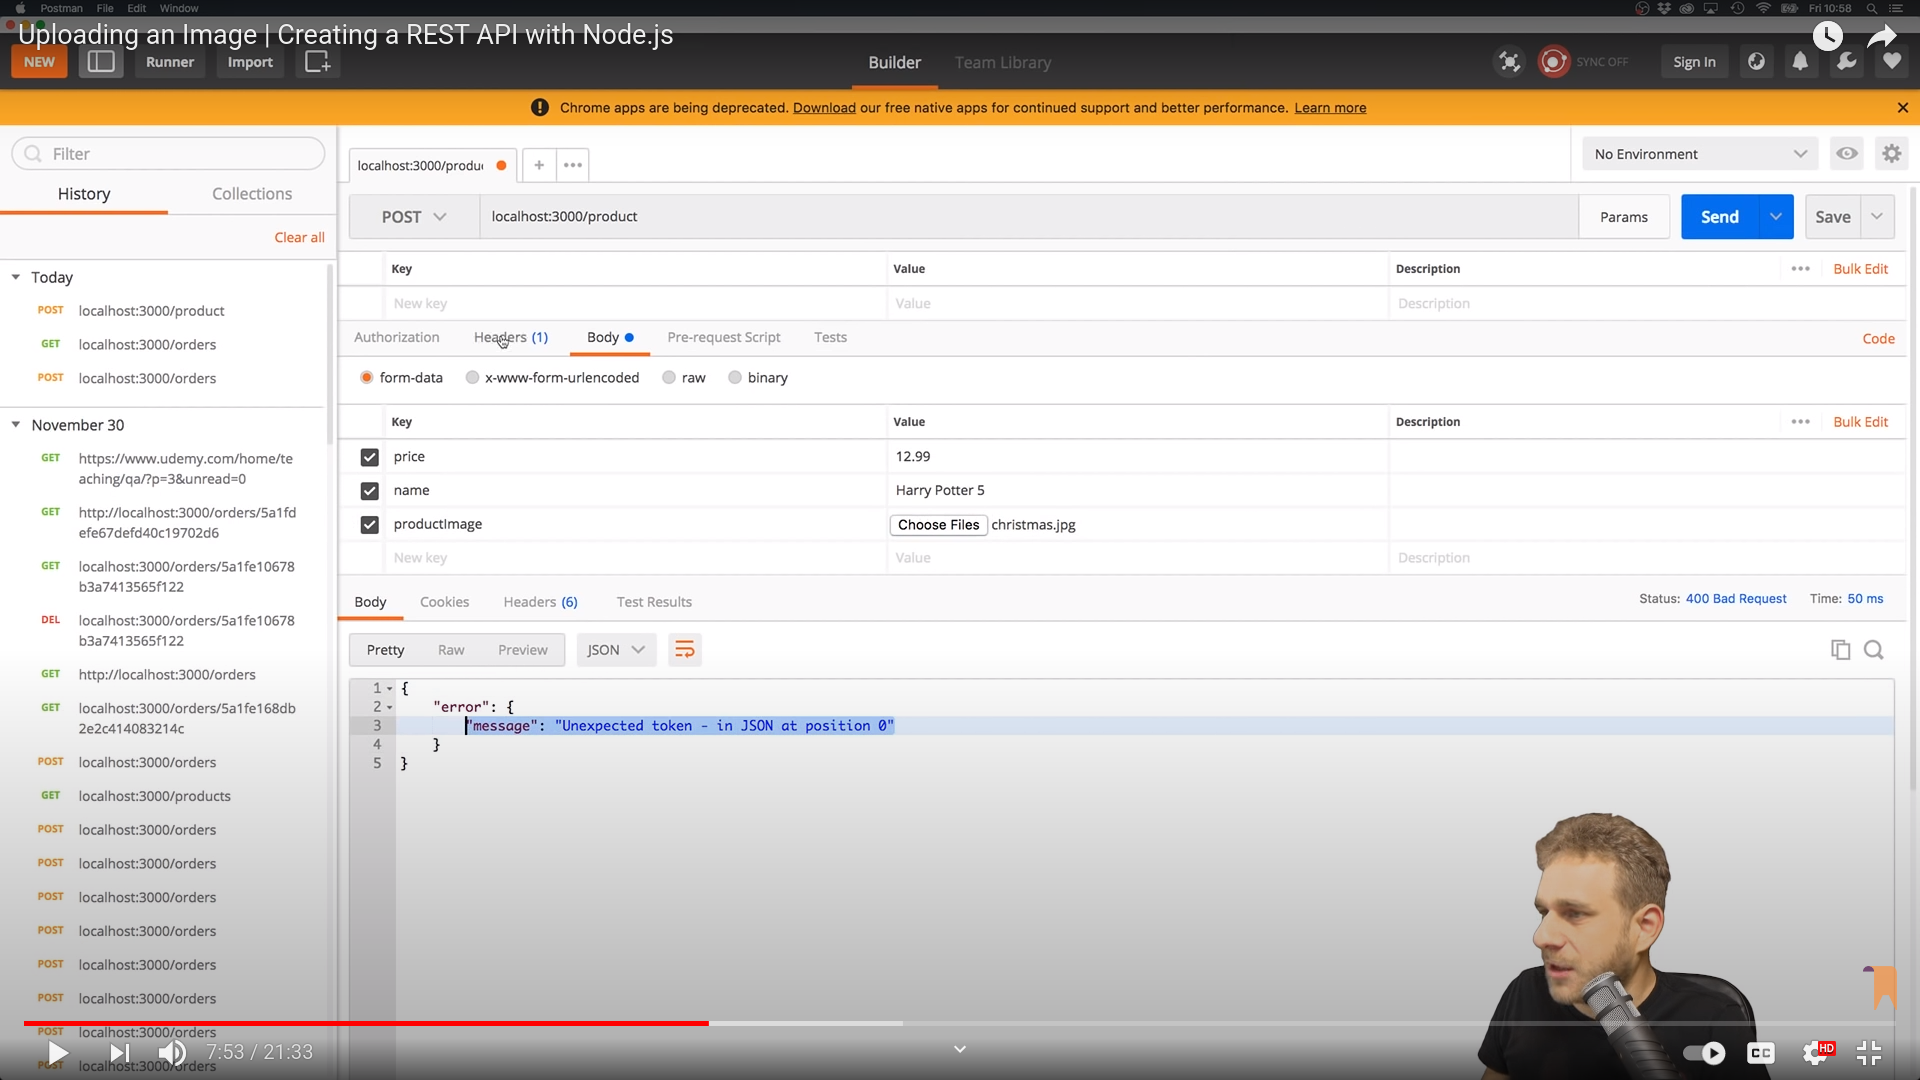 Postman File Edit Window Fri 10:58
Uploading an Image | Creating a REST API with Node.js
NEW Runner Import Builder Team Library SYNC OFF Sign In
Chrome apps are being deprecated. Download our free native apps for continued support and better performance. Learn more
Filter
History Collections
Clear all
Today
POST localhost:3000/product
GET localhost:3000/orders
POST localhost:3000/orders
November 30
GET https://www.udemy.com/home/te
aching/qa/?p=3&unread=0
GET http://localhost:3000/orders/5a1fd
efe67defd40c19702d6
GET localhost:3000/orders/5a1fe10678
b3a7413565f122
DEL localhost:3000/orders/5a1fe10678
b3a7413565f122
GET http://localhost:3000/orders
GET localhost:3000/orders/5a1fe168db
2e2c414083214c
POST localhost:3000/orders
GET localhost:3000/products
POST localhost:3000/orders
POST localhost:3000/orders
POST localhost:3000/orders
POST localhost:3000/orders
POST localhost:3000/orders
POST localhost:3000/orders
POST localhost:3000/orders
POST localhost:3000/orders
localhost:3000/produ
No Environment
POST localhost:3000/product Params Send Save
Key Value Description Bulk Edit
New key Value Description
Authorization Headers (1) Body Pre-request Script Tests Code
form-data x-www-form-urlencoded raw binary
Key Value Description Bulk Edit
price 12.99
name Harry Potter 5
productImage Choose Files christmas.jpg
New key Value Description
Body Cookies Headers (6) Test Results Status: 400 Bad Request Time: 50 ms
Pretty Raw Preview JSON
1 {
2 "error": {
3 "message": "Unexpected token - in JSON at position 0"
4 }
5 }
7:53 / 21:33
CC HD